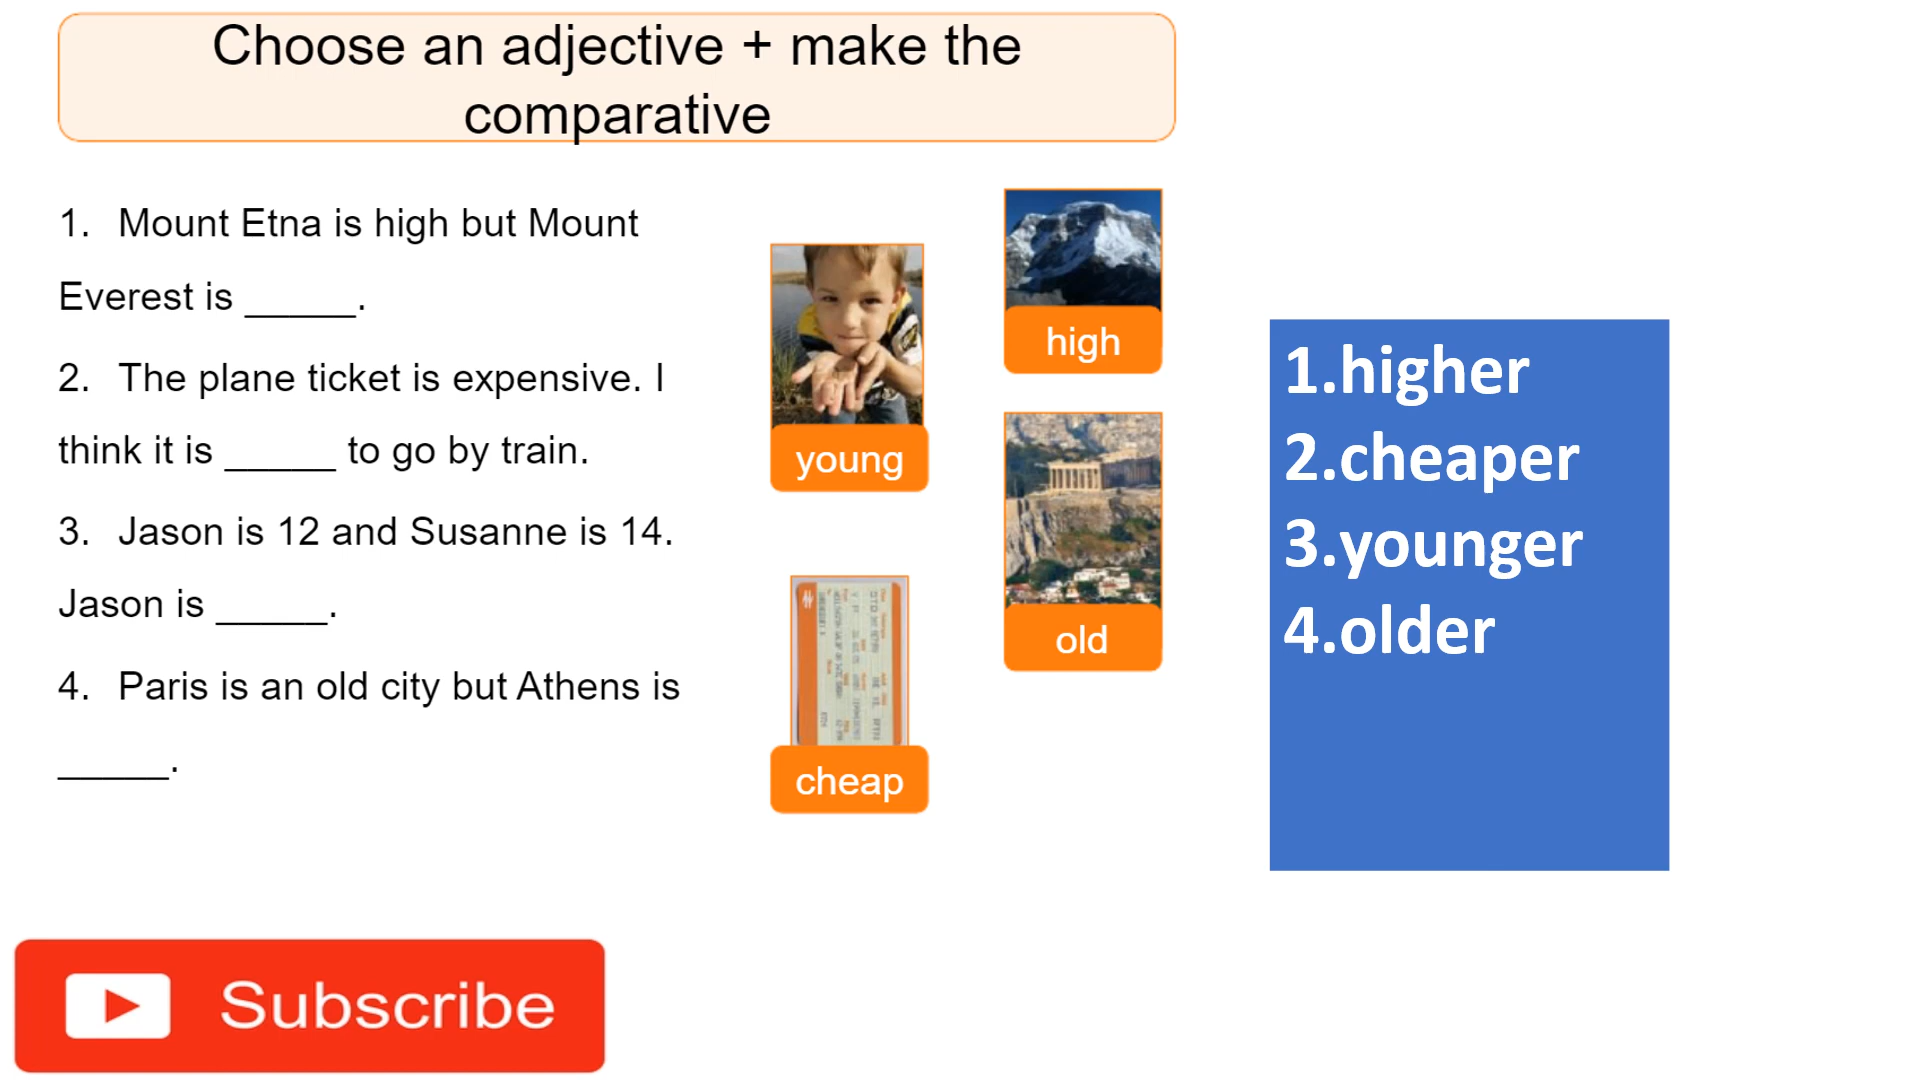 Choose an adjective + make the
comparative
1. Mount Etna is high but Mount
Everest is _____.
2. The plane ticket is expensive. I
think it is _____ to go by train.
3. Jason is 12 and Susanne is 14.
Jason is _____.
4. Paris is an old city but Athens is
_____.
young
high
old
cheap
1.higher
2.cheaper
3.younger
4.older
Subscribe